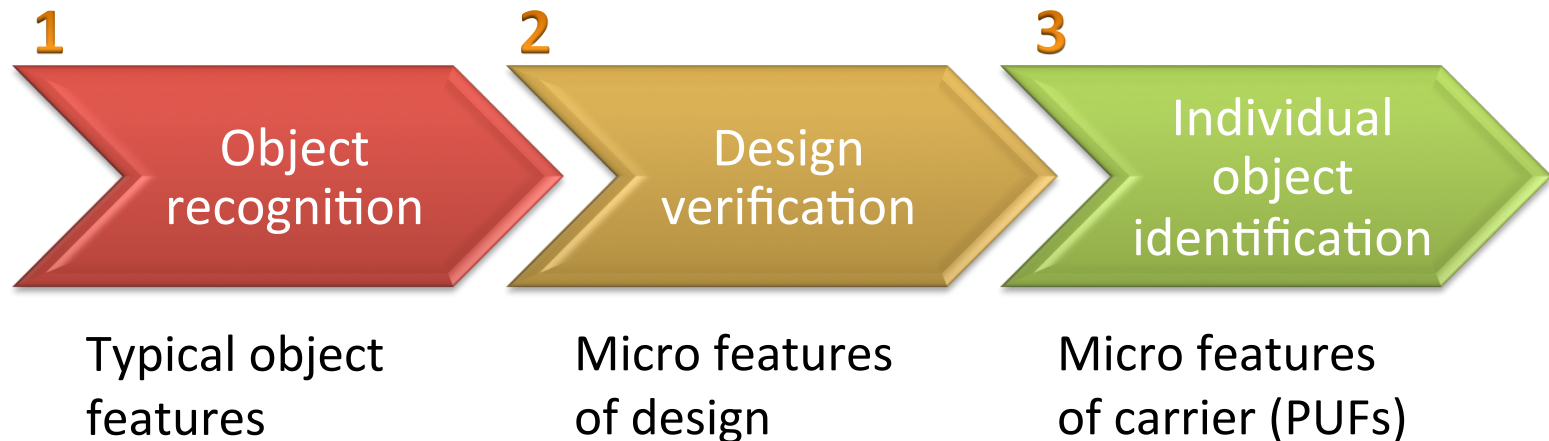 1
Object
recognition
Typical object
features
2
Design
verification
Micro features
of design
3
Individual
object
identification
Micro features
of carrier (PUFs)